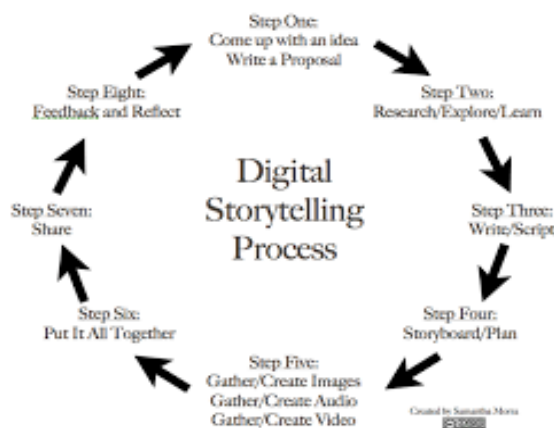 Step One:
Come up with an idea
Write a Proposal
Step Two:
Research/Explore/Learn
Step Three:
Write/Script
Step Four:
Storyboard/Plan
Step Five:
Gather/Create Images
Gather/Create Audio
Gather/Create Video
Step Six:
Put It All Together
Step Seven:
Share
Step Eight:
Feedback and Reflect
Digital
Storytelling
Process
Created by Samantha Morra